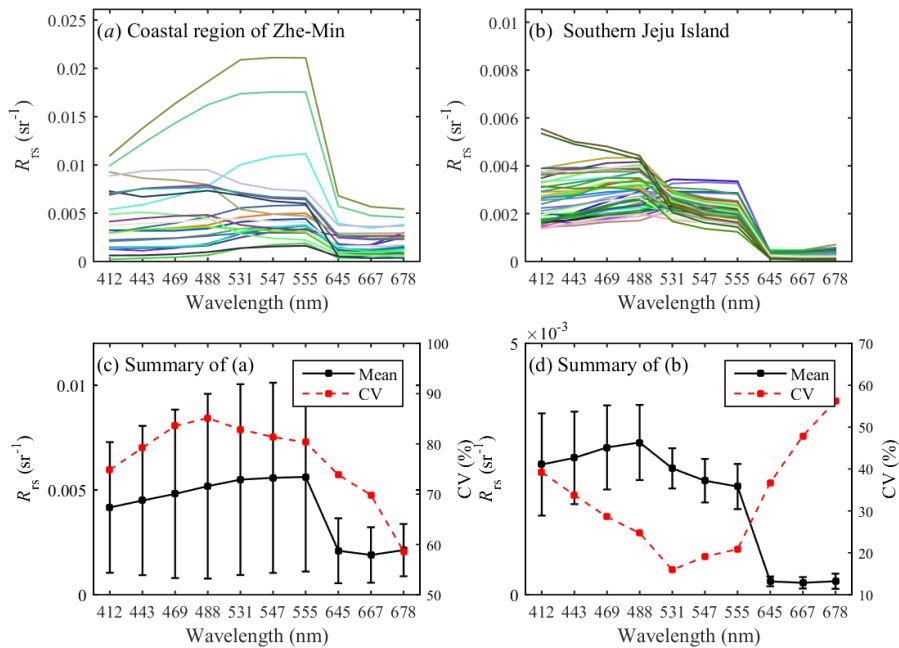 (a) Coastal region of Zhe-Min
0.025
0.02
0.015
0.01
0.005
0
Rrs (sr-1)
412 443 469 488 531 547 555 645 667 678
Wavelength (nm)
(b) Southern Jeju Island
0.01
0.008
0.006
0.004
0.002
0
Rrs (sr-1)
412 443 469 488 531 547 555 645 667 678
Wavelength (nm)
(c) Summary of (a)
Mean
CV
0.01
0.005
0
Rrs (sr-1)
100
90
80
70
60
50
CV (%)
412 443 469 488 531 547 555 645 667 678
Wavelength (nm)
×10-3
(d) Summary of (b)
Mean
CV
5
0
Rrs (sr-1)
70
60
50
40
30
20
10
CV (%)
412 443 469 488 531 547 555 645 667 678
Wavelength (nm)